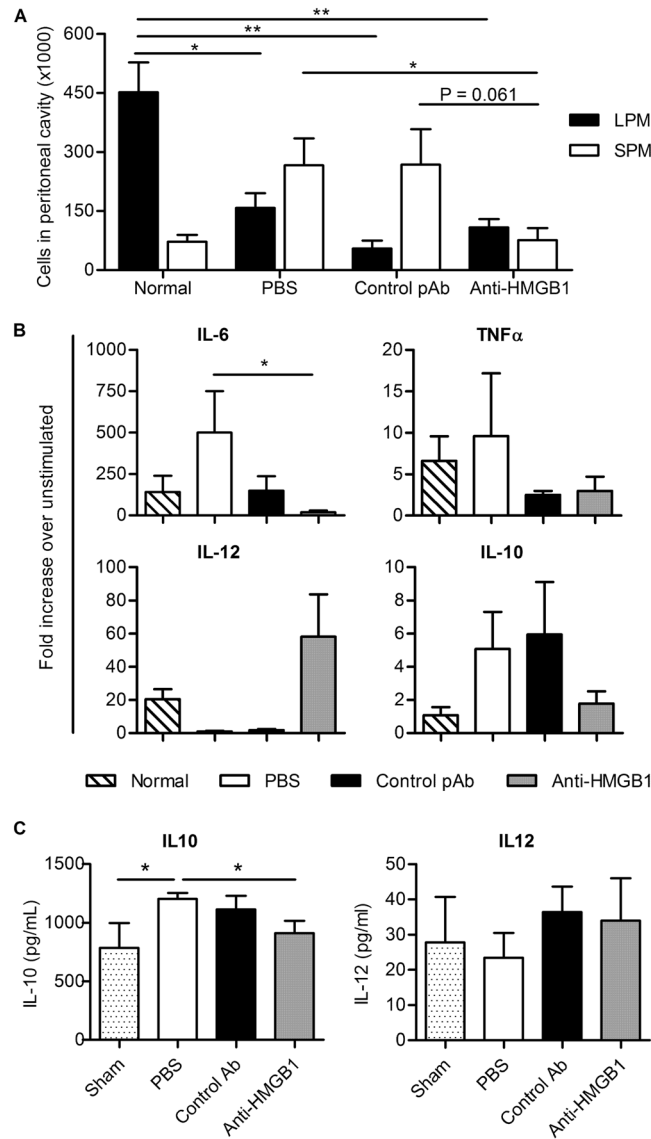 A
Cells in peritoneal cavity (x1000)
600
450
300
150
0
**
**
*
*
P = 0.061
LPM
SPM
Normal PBS Control pAb Anti-HMGB1
B
Fold increase over unstimulated
IL-6
1000
750
500
250
0
*
TNFα
20
15
10
5
0
IL-12
100
80
60
40
20
0
IL-10
10
8
6
4
2
0
Normal PBS Control pAb Anti-HMGB1
C
IL10
IL-10 (pg/mL)
1500
1000
500
0
* *
Sham PBS Control Ab Anti-HMGB1
IL12
IL-12 (pg/ml)
50
40
30
20
10
0
Sham PBS Control Ab Anti-HMGB1